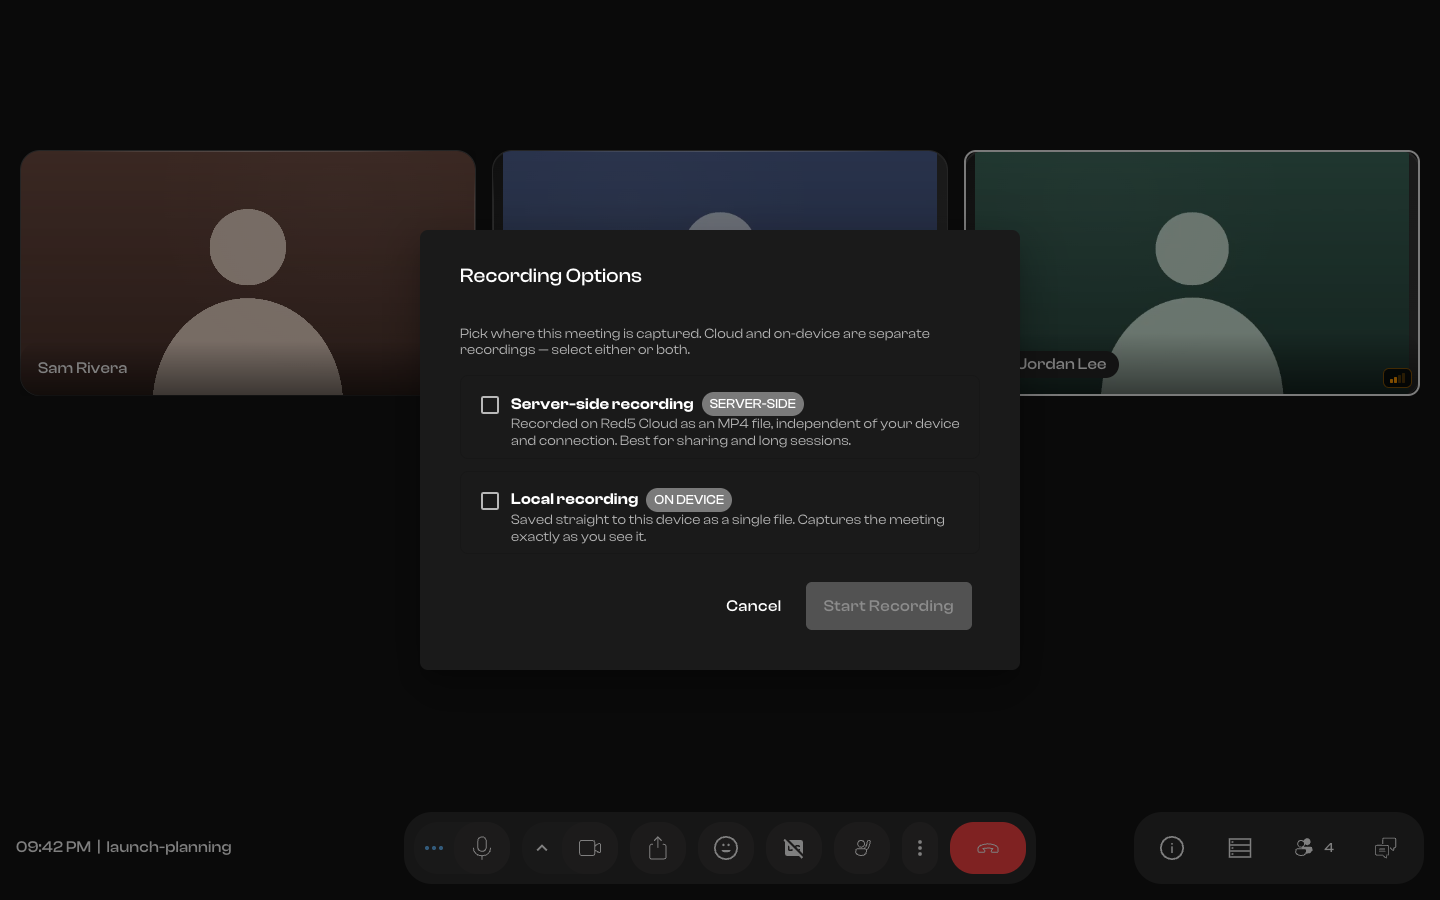 Sam Rivera
Jordan Lee
Recording Options
Pick where this meeting is captured. Cloud and on-device are separate
recordings — select either or both.
Server-side recording SERVER-SIDE
Recorded on Red5 Cloud as an MP4 file, independent of your device
and connection. Best for sharing and long sessions.
Local recording ON DEVICE
Saved straight to this device as a single file. Captures the meeting
exactly as you see it.
Cancel Start Recording
09:42 PM | launch-planning
4